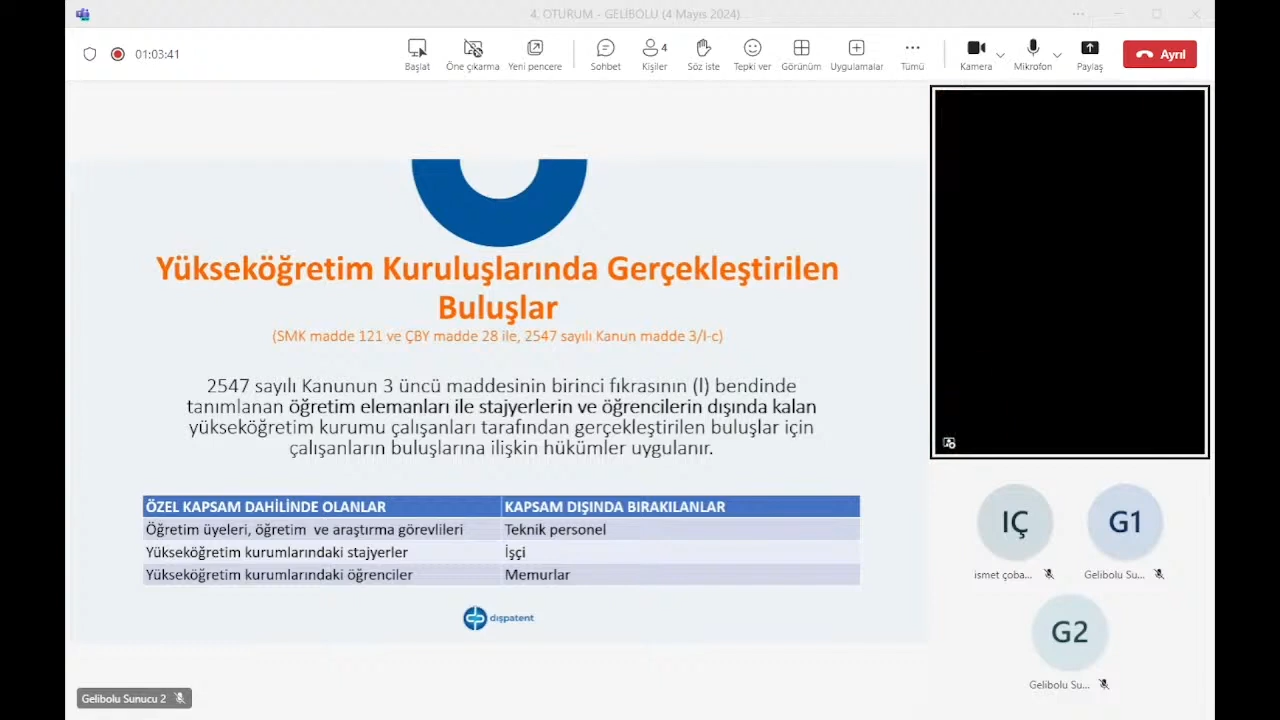 4. OTURUM - GELİBOLU (4 Mayıs 2024)
01:03:41
Başlat
Öne çıkarma
Yeni pencere
Sohbet
4
Kişiler
Söz iste
Tepki ver
Görünüm
Uygulamalar
Tümü
Kamera
Mikrofon
Paylaş
Ayrıl
Yükseköğretim Kuruluşlarında Gerçekleştirilen
Buluşlar
(SMK madde 121 ve ÇBY madde 28 ile, 2547 sayılı Kanun madde 3/l-c)
2547 sayılı Kanunun 3 üncü maddesinin birinci fıkrasının (l) bendinde
tanımlanan öğretim elemanları ile stajyerlerin ve öğrencilerin dışında kalan
yükseköğretim kurumu çalışanları tarafından gerçekleştirilen buluşlar için
çalışanların buluşlarına ilişkin hükümler uygulanır.
ÖZEL KAPSAM DAHİLİNDE OLANLAR KAPSAM DIŞINDA BIRAKILANLAR
Öğretim üyeleri, öğretim ve araştırma görevlileri Teknik personel
Yükseköğretim kurumlarındaki stajyerler İşçi
Yükseköğretim kurumlarındaki öğrenciler Memurlar
dışpatent
İÇ
ismet çoba...
G1
Gelibolu Su...
G2
Gelibolu Su...
Gelibolu Sunucu 2